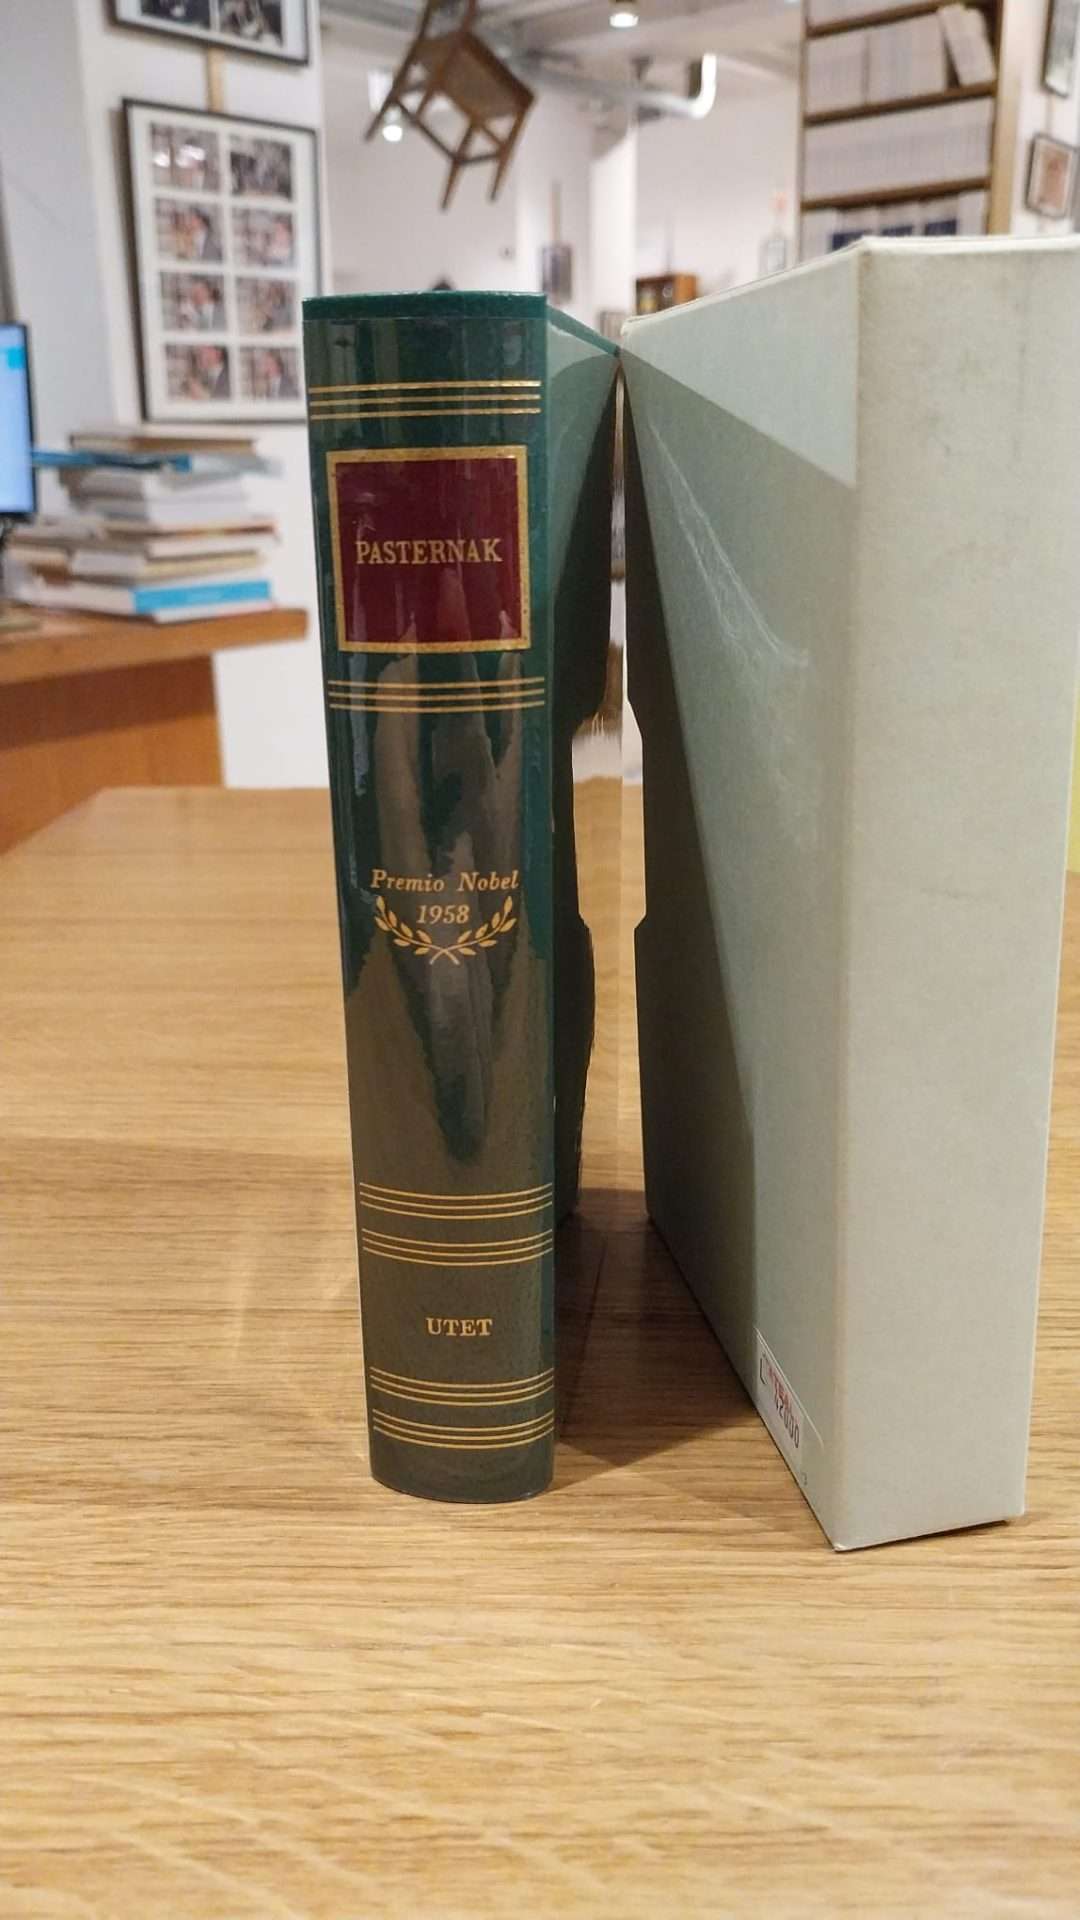 PASTERNAK
Premio Nobel
1958
UTET